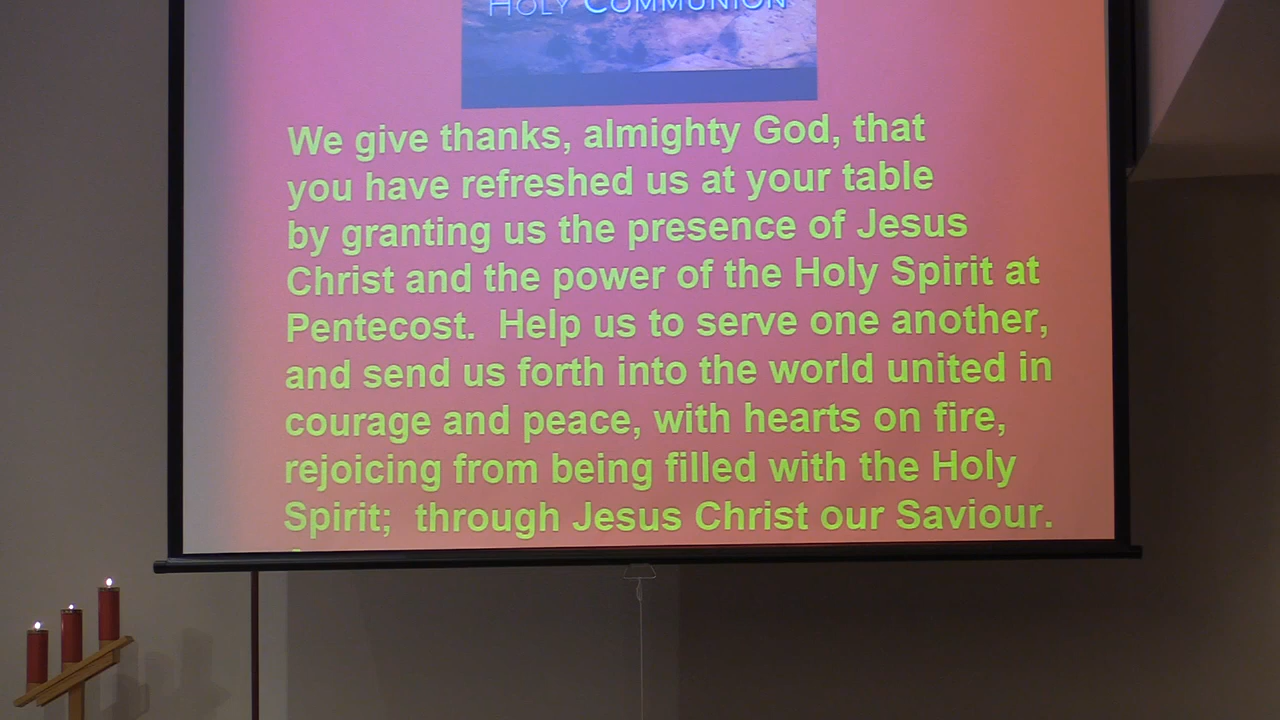 HOLY COMMUNION
We give thanks, almighty God, that
you have refreshed us at your table
by granting us the presence of Jesus
Christ and the power of the Holy Spirit at
Pentecost.  Help us to serve one another,
and send us forth into the world united in
courage and peace, with hearts on fire,
rejoicing from being filled with the Holy
Spirit;  through Jesus Christ our Saviour.